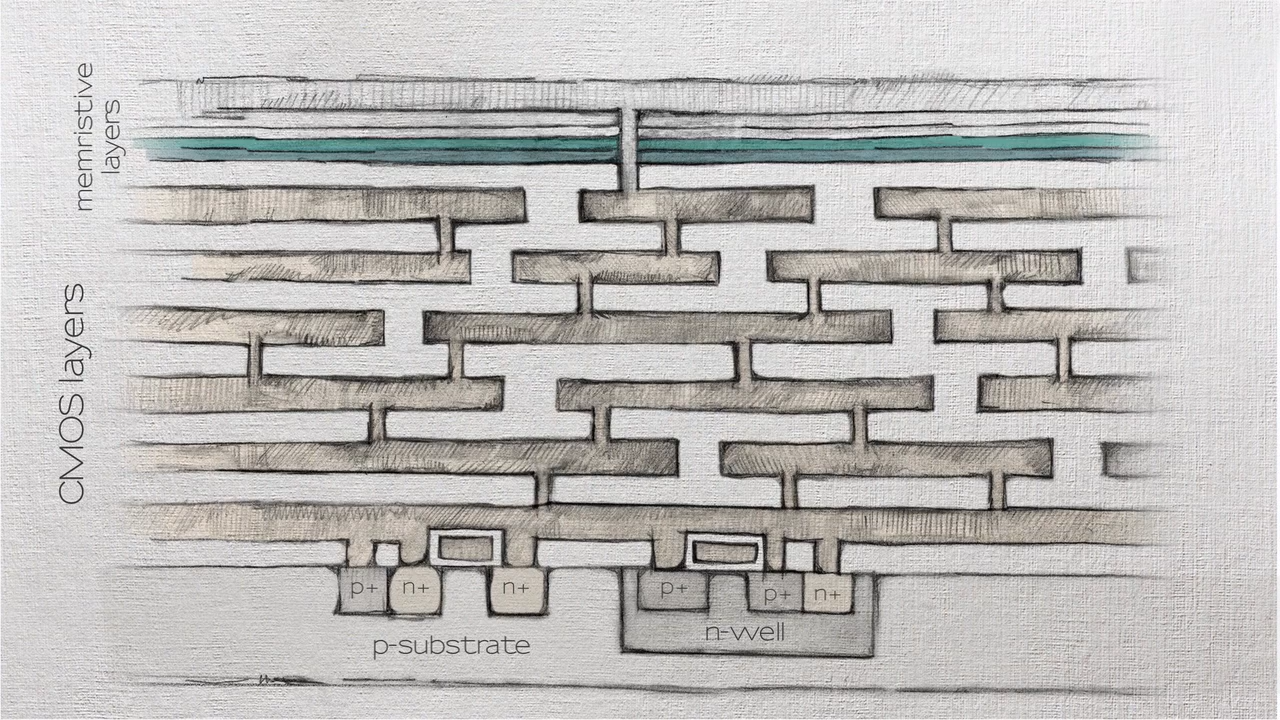 memristive
layers
CMOS layers
p+
n+
n+
p+
p+
n+
n-well
p-substrate